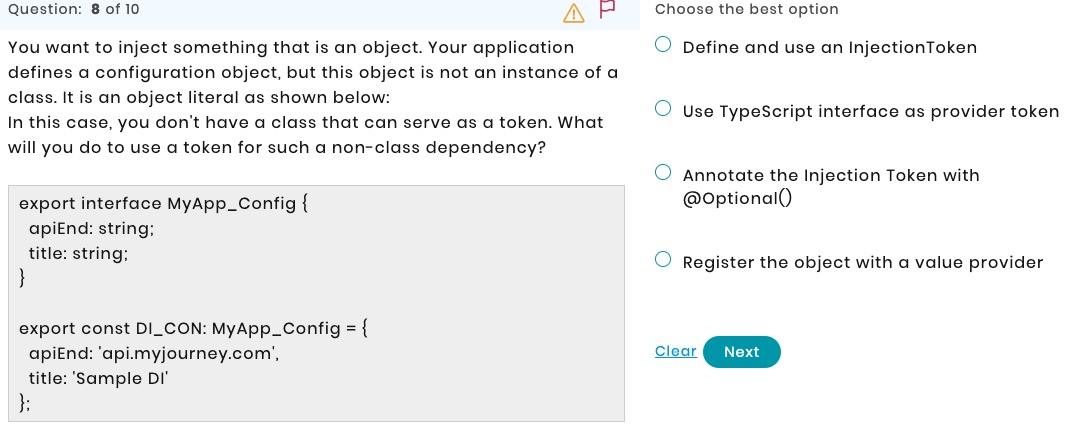 Question: 8 of 10
You want to inject something that is an object. Your application
defines a configuration object, but this object is not an instance of a
class. It is an object literal as shown below:
In this case, you don't have a class that can serve as a token. What
will you do to use a token for such a non-class dependency?
export interface MyApp_Config {
apiEnd: string;
title: string;
}
export const DI_CON: MyApp_Config = {
apiEnd: 'api.myjourney.com',
title: 'Sample DI'
};
Choose the best option
Define and use an InjectionToken
Use TypeScript interface as provider token
Annotate the Injection Token with
@Optional()
Register the object with a value provider
Clear Next